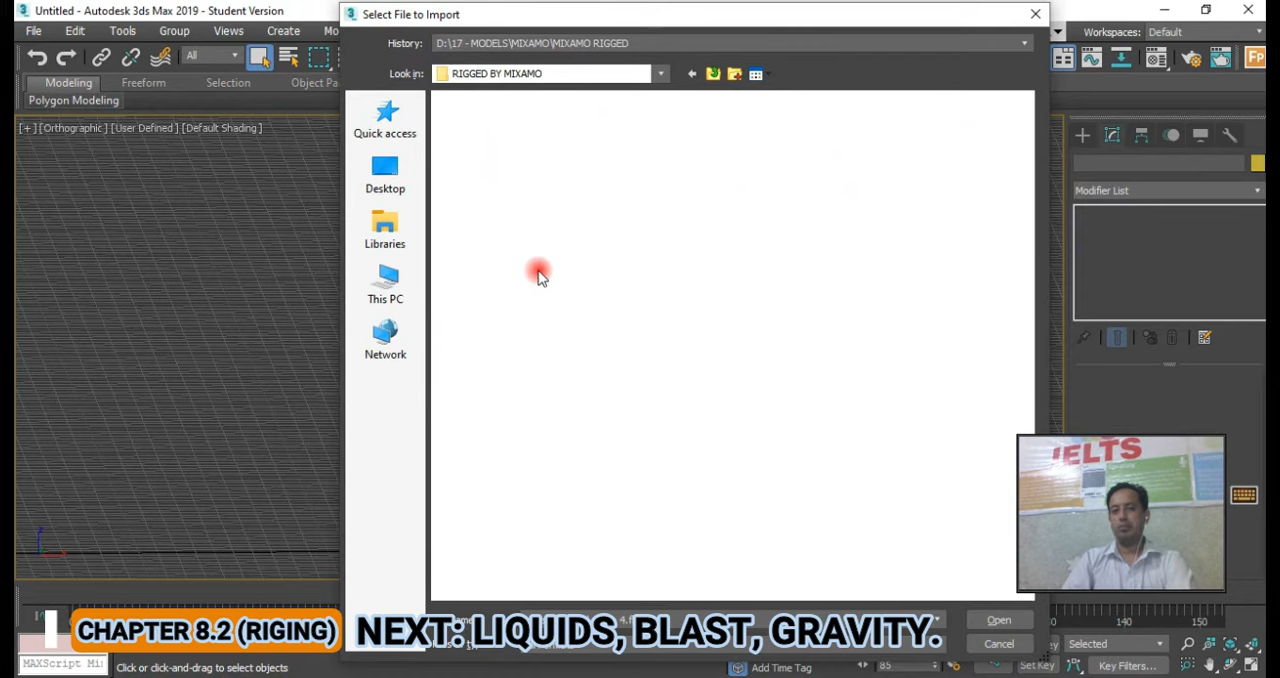 Untitled - Autodesk 3ds Max 2019 - Student Version
Select File to Import
File
Edit
Tools
Group
Views
Create
History:
D:\17 - MODELS\MIXAMO\MIXAMO RIGGED
Workspaces:
Default
All
Look in:
RIGGED BY MIXAMO
Modeling
Freeform
Selection
Polygon Modeling
[+] [Orthographic] [User Defined] [Default Shading]
Quick access
Desktop
Libraries
This PC
Network
Modifier List
IELTS
CHAPTER 8.2 (RIGING)
NEXT: LIQUIDS, BLAST, GRAVITY.
Open
Cancel
140
150
Selected
Click or click-and-drag to select objects
Add Time Tag
85
Set Key
Key Filters...